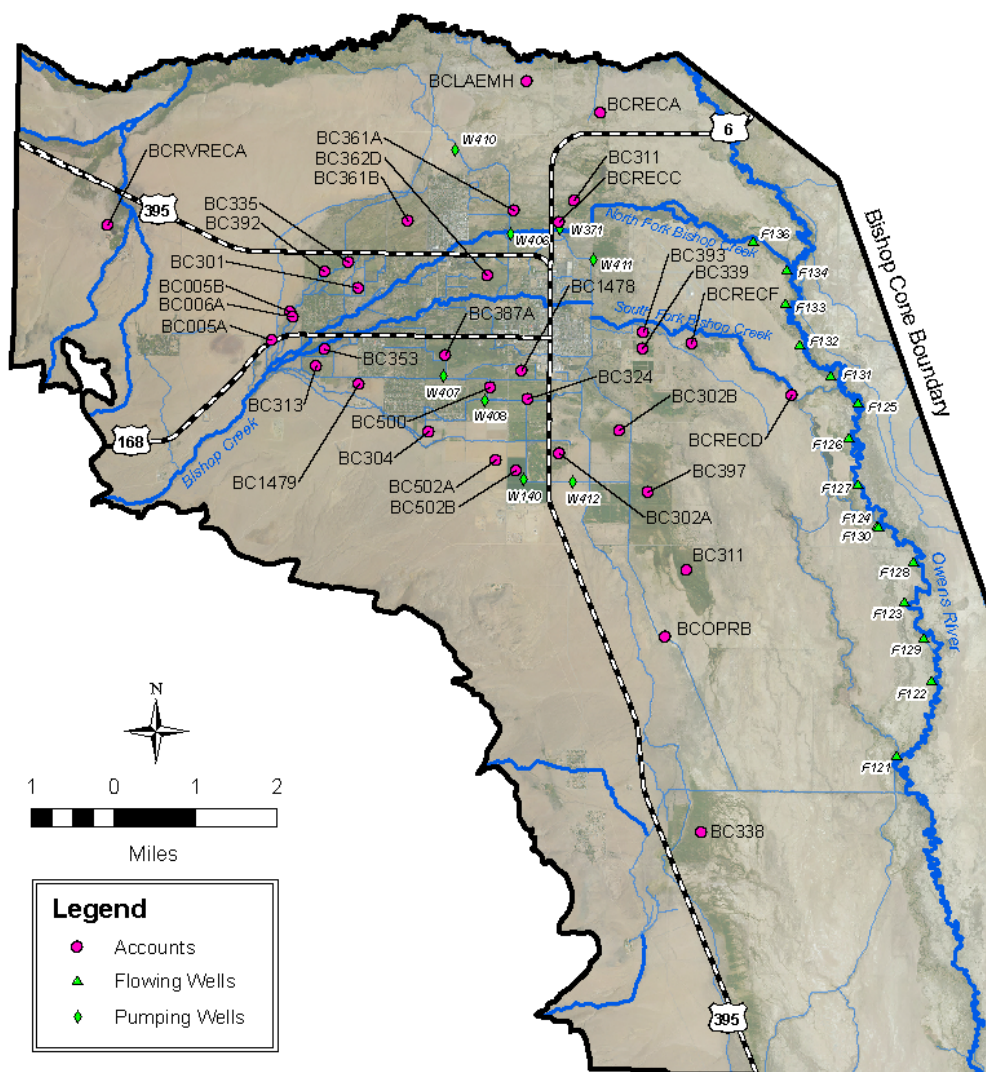 BCLAEMH
BCRECA
6
W410
BC361A
BC362D
BC361B
BC311
BCRECC
BCRVRECA
395
BC335
BC392
North Fork Bishop Creek
F136
W406
W371
W411
BC301
BC393
BC339
BCRECF
F134
BC005B
BC006A
BC005A
BC1478
BC387A
South Fork Bishop Creek
F133
F132
Bishop Cone Boundary
BC353
BC313
W407
W408
BC324
BC302B
F131
F125
BC500
BCRECD
F126
168
Bishop Creek
BC304
BC1479
BC502A
BC502B
W140
W412
BC302A
BC397
F127
F124
F130
BC311
F128
F123
Owens River
BCOPRB
F129
F122
F121
N
1 0 1 2
Miles
BC338
Legend
Accounts
Flowing Wells
Pumping Wells
395